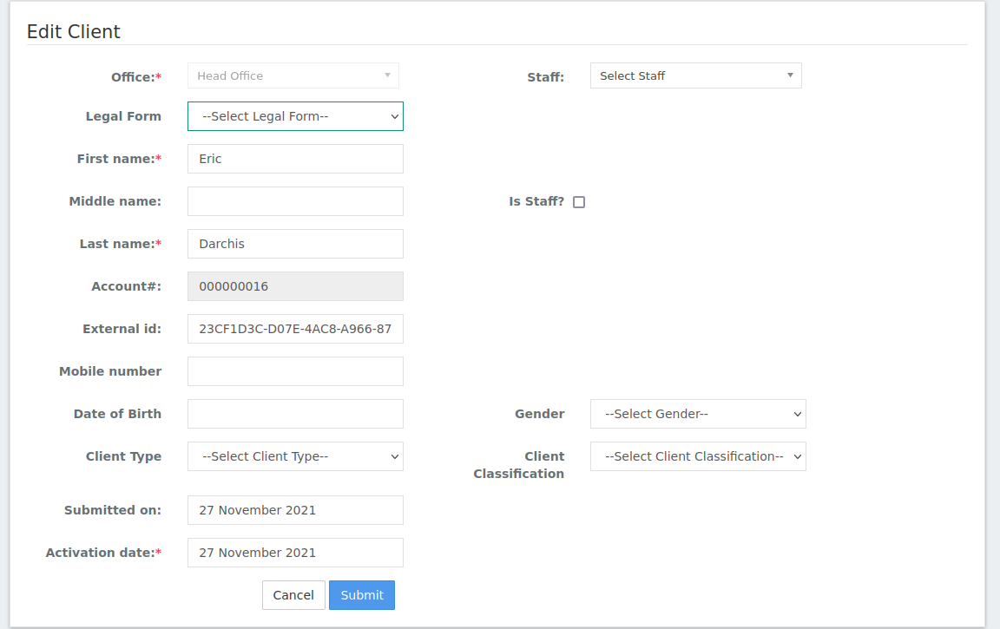 Edit Client
Office:* Head Office Staff: Select Staff
Legal Form --Select Legal Form--
First name:* Eric
Middle name: Is Staff?
Last name:* Darchis
Account#: 000000016
External id: 23CF1D3C-D07E-4AC8-A966-87
Mobile number
Date of Birth Gender --Select Gender--
Client Type --Select Client Type-- Client --Select Client Classification--
Classification
Submitted on: 27 November 2021
Activation date:* 27 November 2021
Cancel Submit